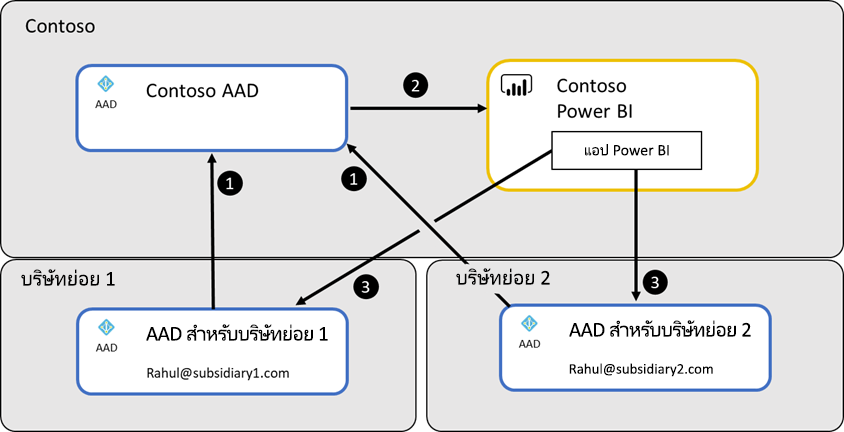 Contoso
AAD
Contoso AAD
2
Contoso
Power BI
แอป Power BI
1
1
บริษัทย่อย 1
3
บริษัทย่อย 2
3
AAD
AAD สำหรับบริษัทย่อย 1
Rahul@subsidiary1.com
AAD
AAD สำหรับบริษัทย่อย 2
Rahul@subsidiary2.com